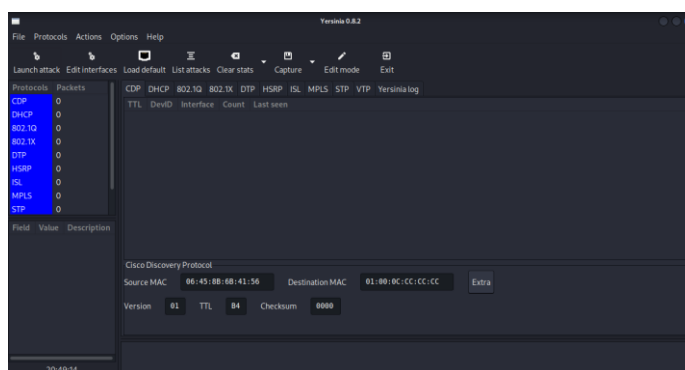 Yersinia 0.8.2
File Protocols Actions Options Help
Launch attack Edit interfaces Load default List attacks Clear stats Capture Edit mode Exit
Protocols Packets
CDP 0
DHCP 0
802.1Q 0
802.1X 0
DTP 0
HSRP 0
ISL 0
MPLS 0
STP 0
Field Value Description
20:49:14
CDP DHCP 802.1Q 802.1X DTP HSRP ISL MPLS STP VTP Yersinia log
TTL DevID Interface Count Last seen
Cisco Discovery Protocol
Source MAC 06:45:8B:6B:41:56 Destination MAC 01:00:0C:CC:CC:CC Extra
Version 01 TTL B4 Checksum 0000